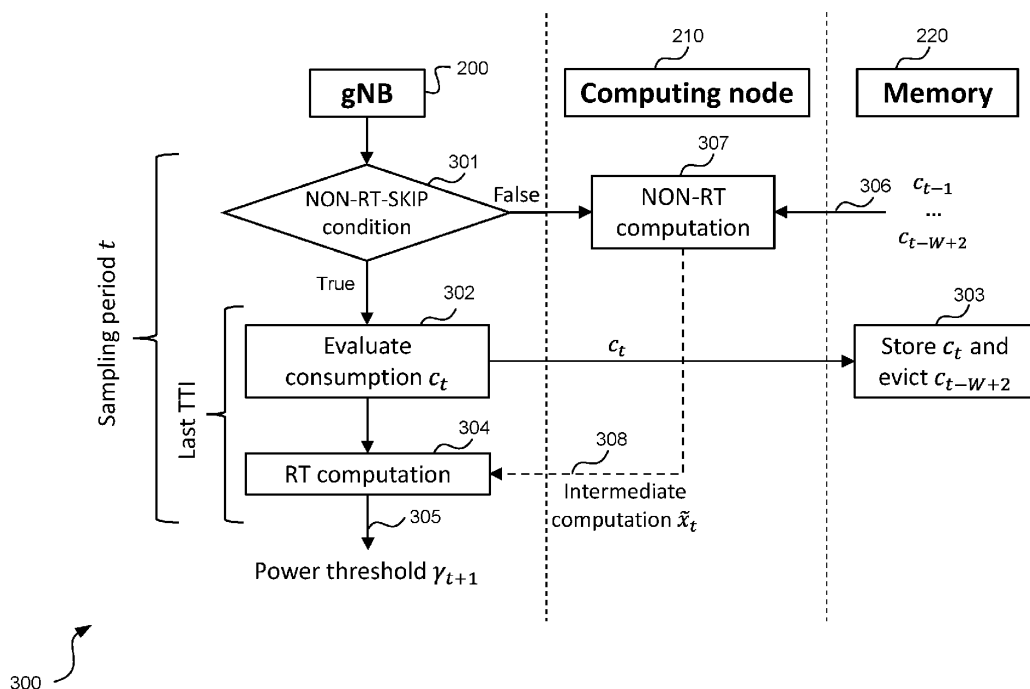 200
210
220
gNB
Computing node
Memory
301
307
NON-RT-SKIP
condition
False
NON-RT
computation
306
c_{t−1}
...
c_{t−W+2}
True
Sampling period t
Last TTI
302
303
Evaluate
consumption c_t
c_t
Store c_t and
evict c_{t−W+2}
304
308
RT computation
Intermediate
computation x̃_t
305
Power threshold γ_{t+1}
300